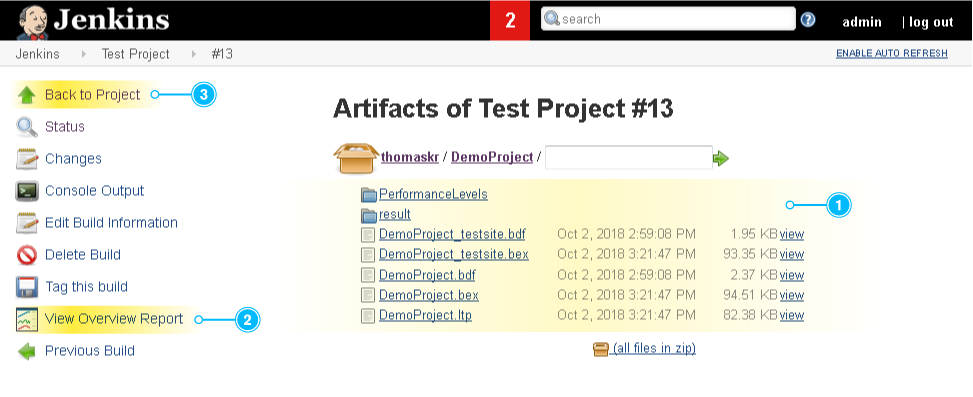 Jenkins
2
search
?
admin
| log out
Jenkins
Test Project
#13
ENABLE AUTO REFRESH
Back to Project
3
Status
Changes
Console Output
Edit Build Information
Delete Build
Tag this build
View Overview Report
2
Previous Build
Artifacts of Test Project #13
thomaskr / DemoProject /
PerformanceLevels
1
result
DemoProject_testsite.bdf Oct 2, 2018 2:59:08 PM 1.95 KB view
DemoProject_testsite.bex Oct 2, 2018 3:21:47 PM 93.35 KB view
DemoProject.bdf Oct 2, 2018 2:59:08 PM 2.37 KB view
DemoProject.bex Oct 2, 2018 3:21:47 PM 94.51 KB view
DemoProject.ltp Oct 2, 2018 3:21:47 PM 82.38 KB view
(all files in zip)